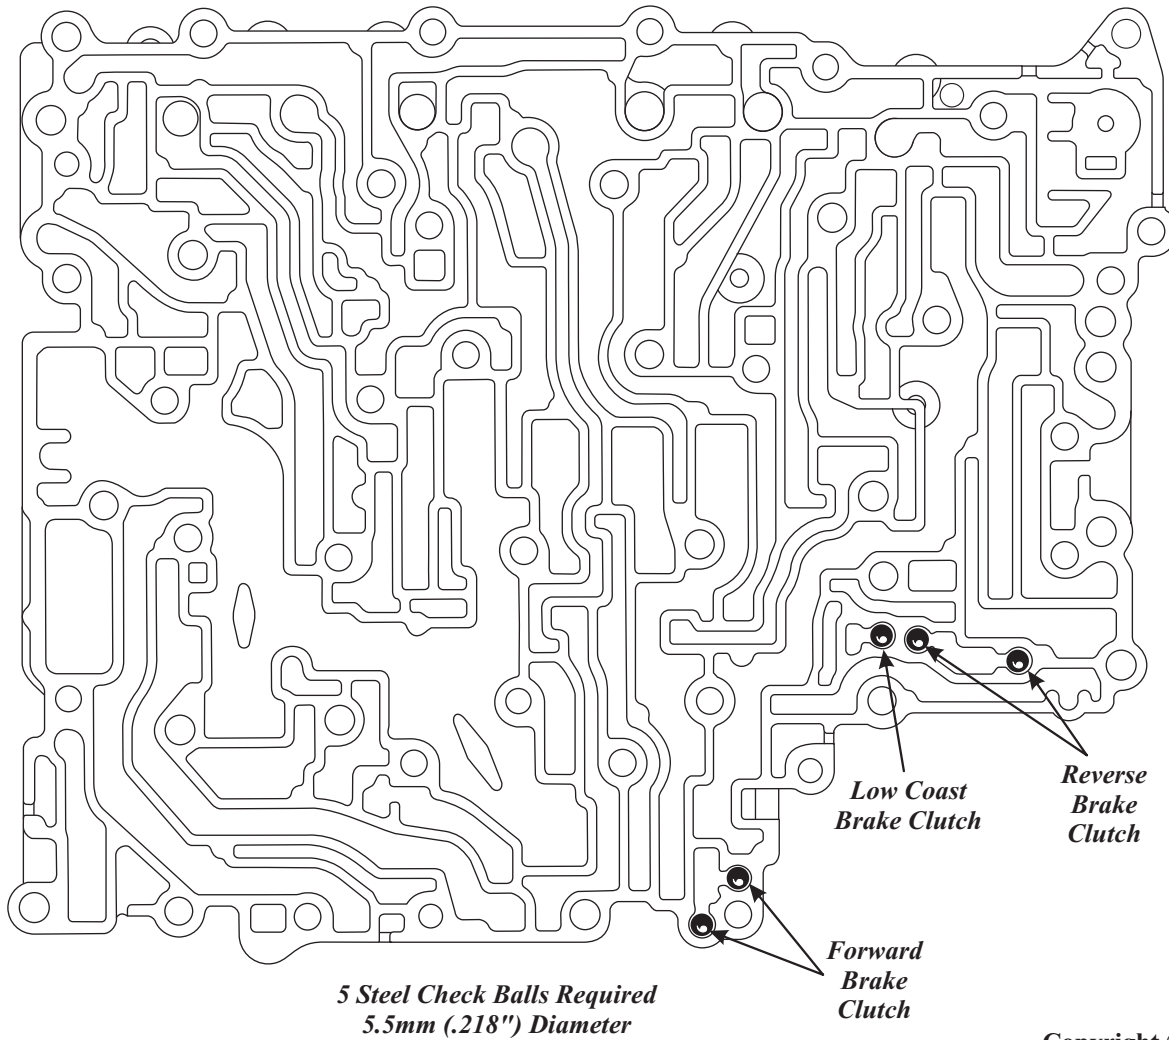 Low Coast
Brake Clutch
Reverse
Brake
Clutch
Forward
Brake
Clutch
5 Steel Check Balls Required
5.5mm (.218") Diameter